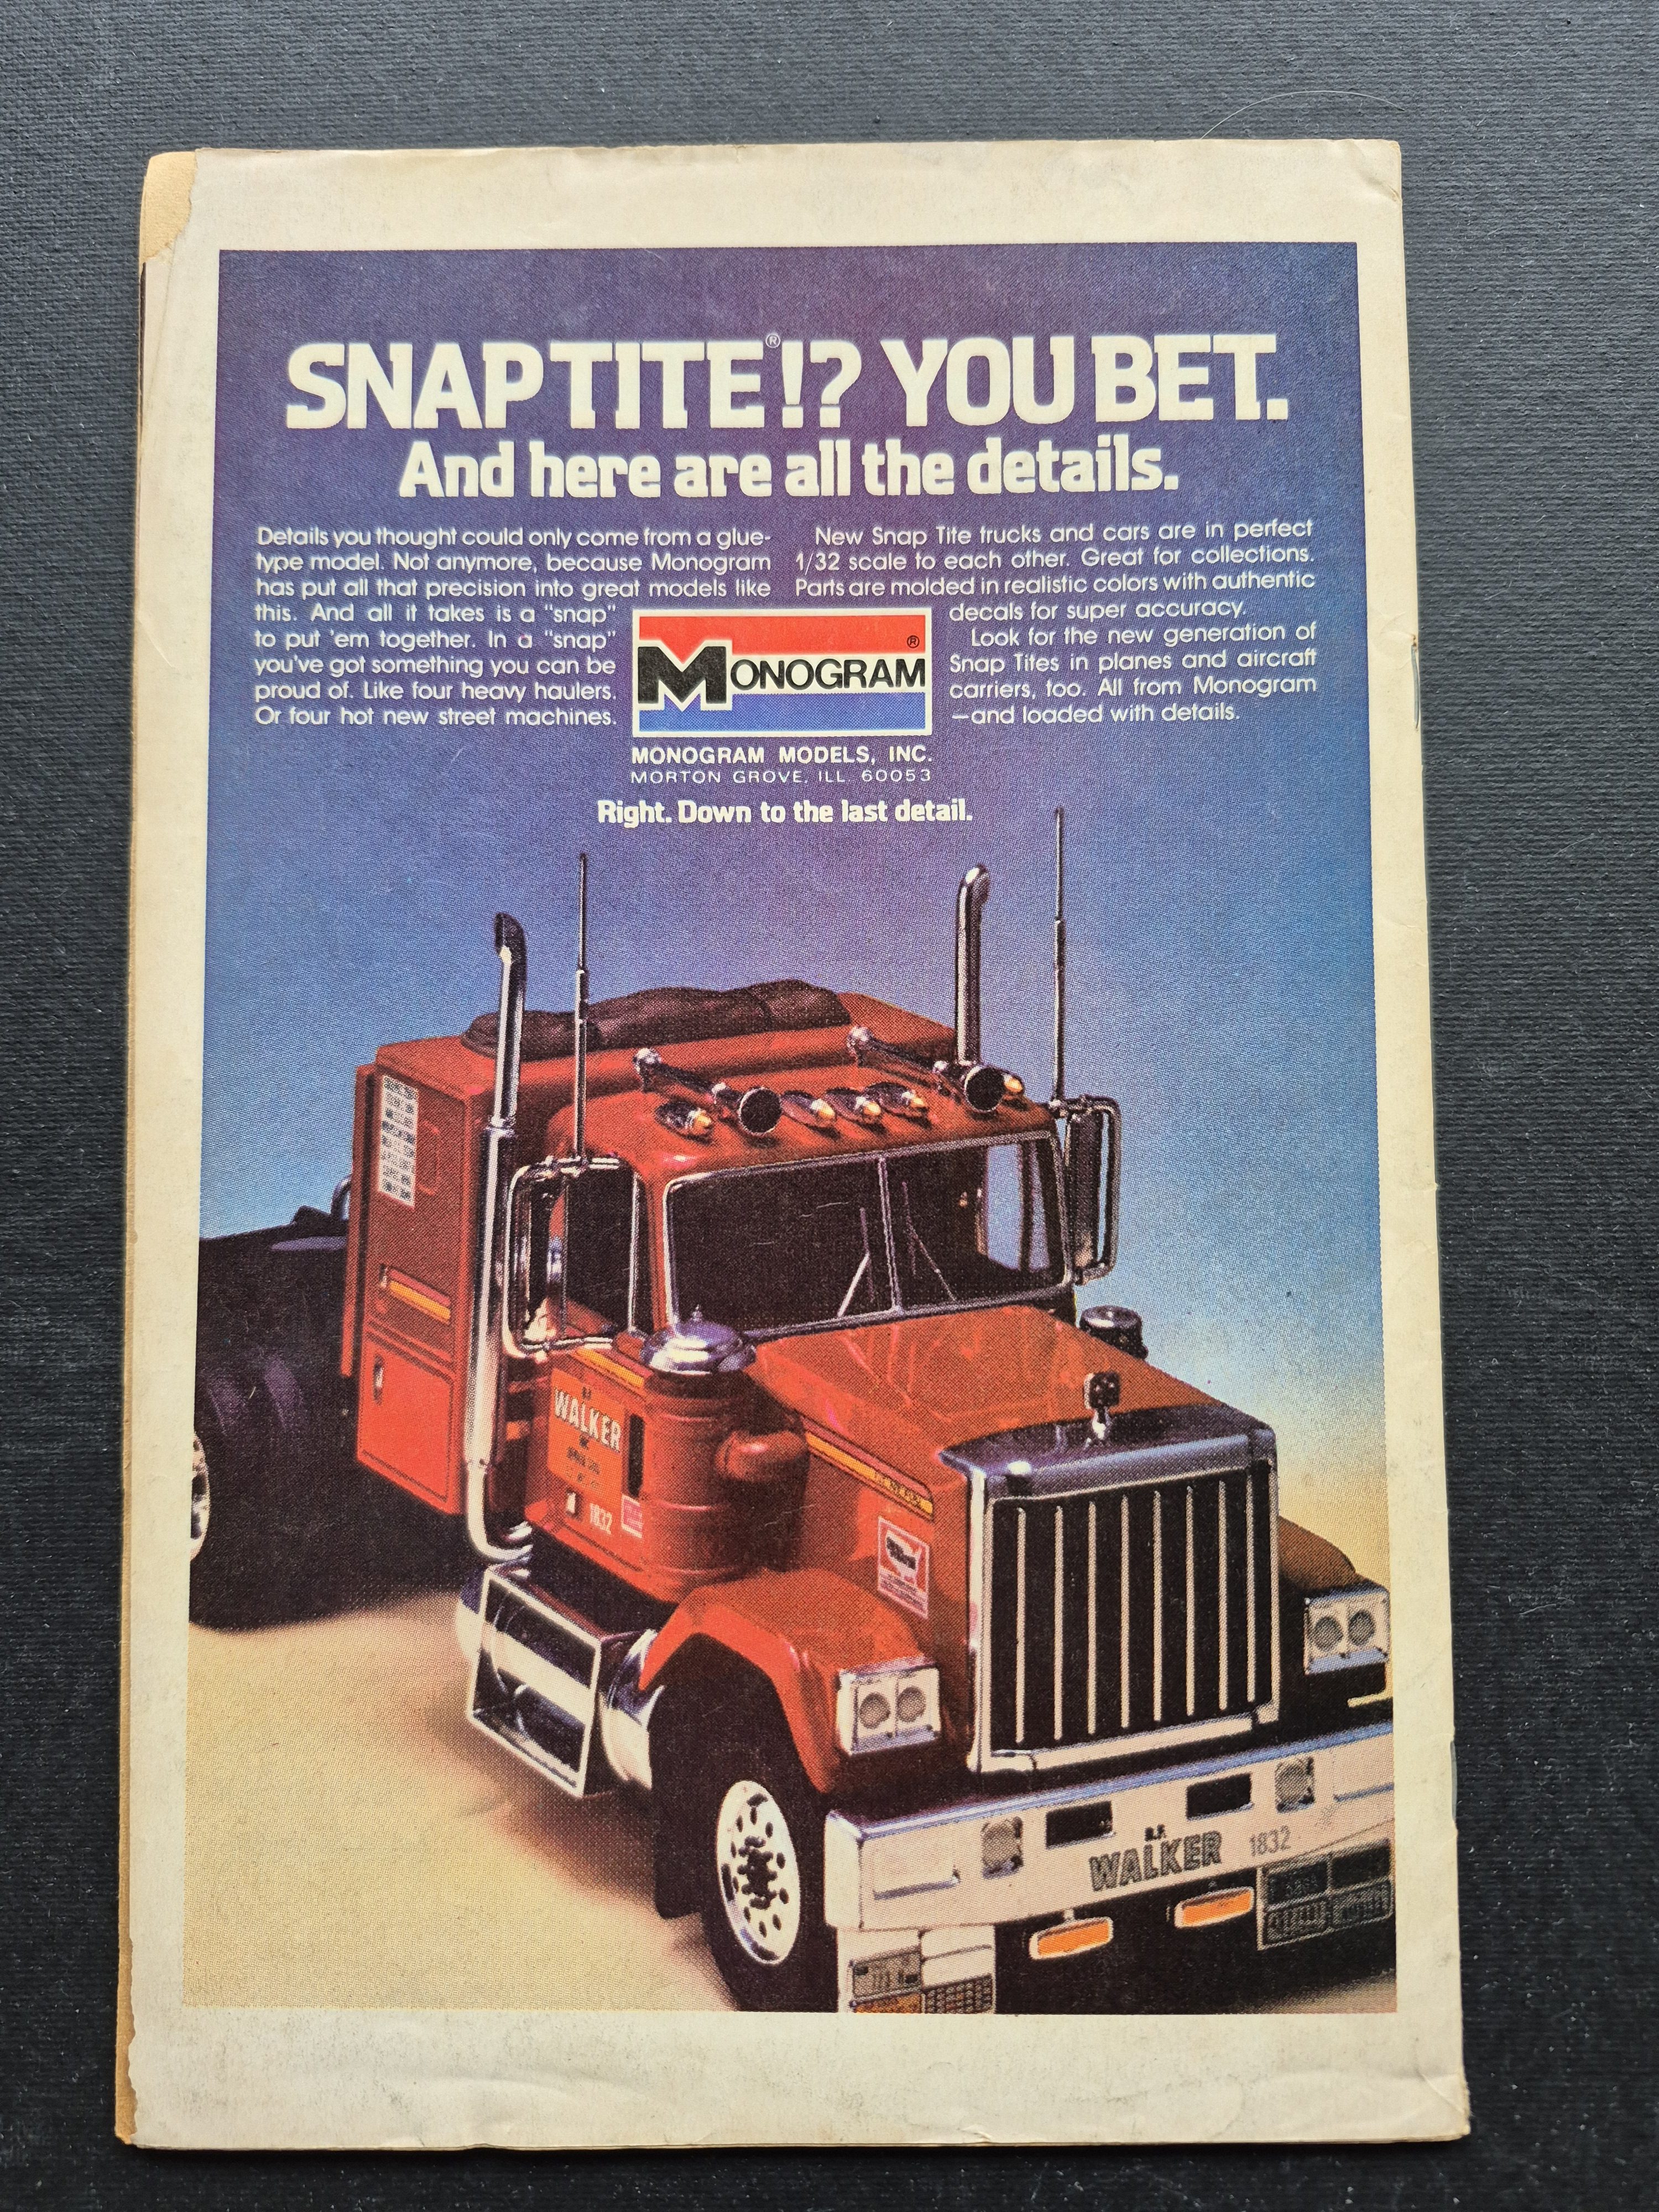 SNAP TITE®!? YOU BET.
And here are all the details.
Details you thought could only come from a glue-
type model. Not anymore, because Monogram
has put all that precision into great models like
this. And all it takes is a "snap"
to put 'em together. In a "snap"
you've got something you can be
proud of. Like four heavy haulers.
Or four hot new street machines.
New Snap Tite trucks and cars are in perfect
1/32 scale to each other. Great for collections.
Parts are molded in realistic colors with authentic
decals for super accuracy.
Look for the new generation of
Snap Tites in planes and aircraft
carriers, too. All from Monogram
—and loaded with details.
MONOGRAM ®
MONOGRAM MODELS, INC.
MORTON GROVE, ILL 60053
Right. Down to the last detail.
WALKER
1832
B.F.
WALKER 1832